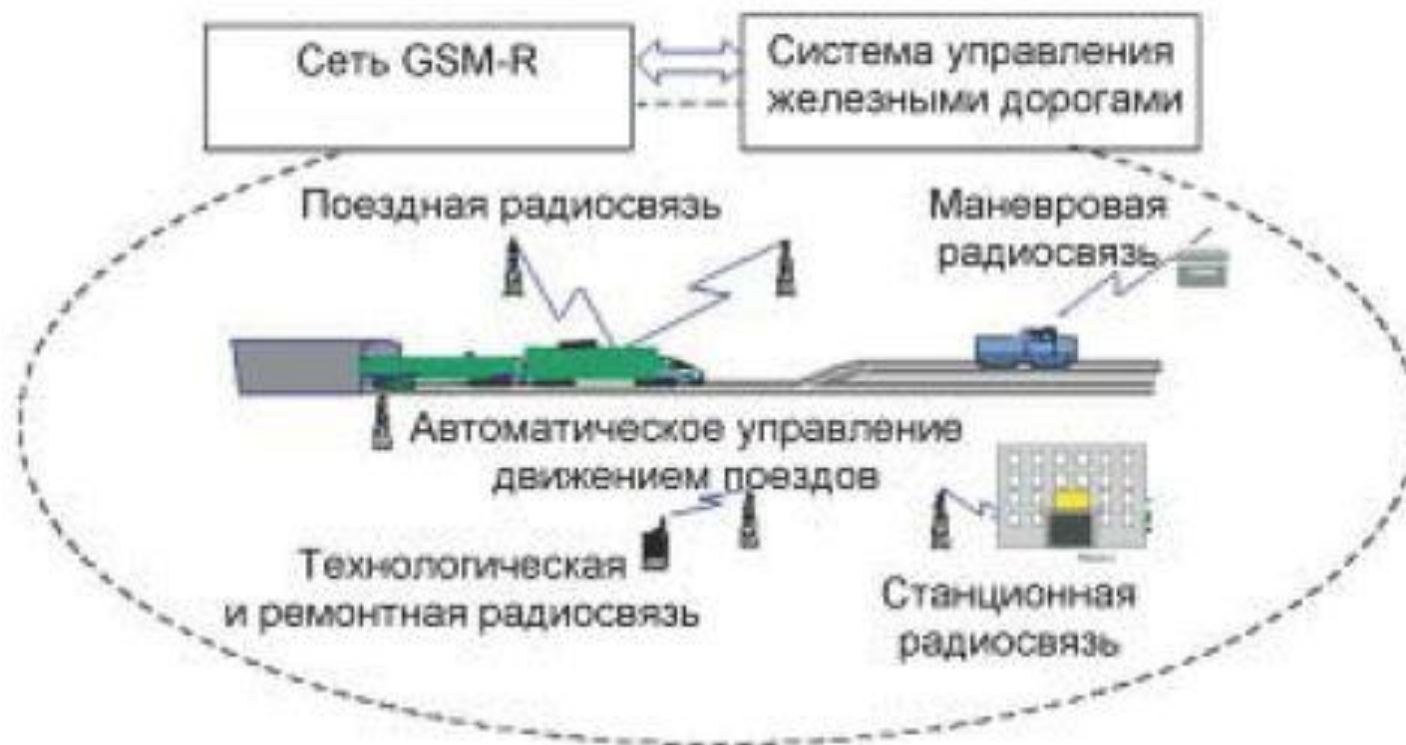 Сеть GSM-R
Система управления
железными дорогами
Поездная радиосвязь
Маневровая
радиосвязь
Автоматическое управление
движением поездов
Технологическая
и ремонтная радиосвязь
Станционная
радиосвязь